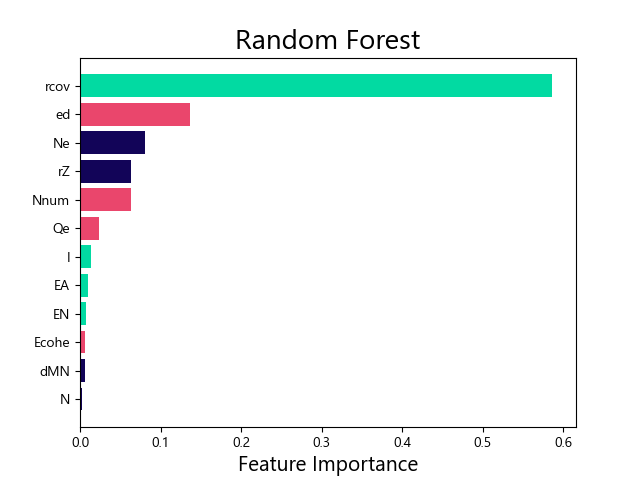 Random Forest
rcov
ed
Ne
rZ
Nnum
Qe
I
EA
EN
Ecohe
dMN
N
0.0 0.1 0.2 0.3 0.4 0.5 0.6
Feature Importance